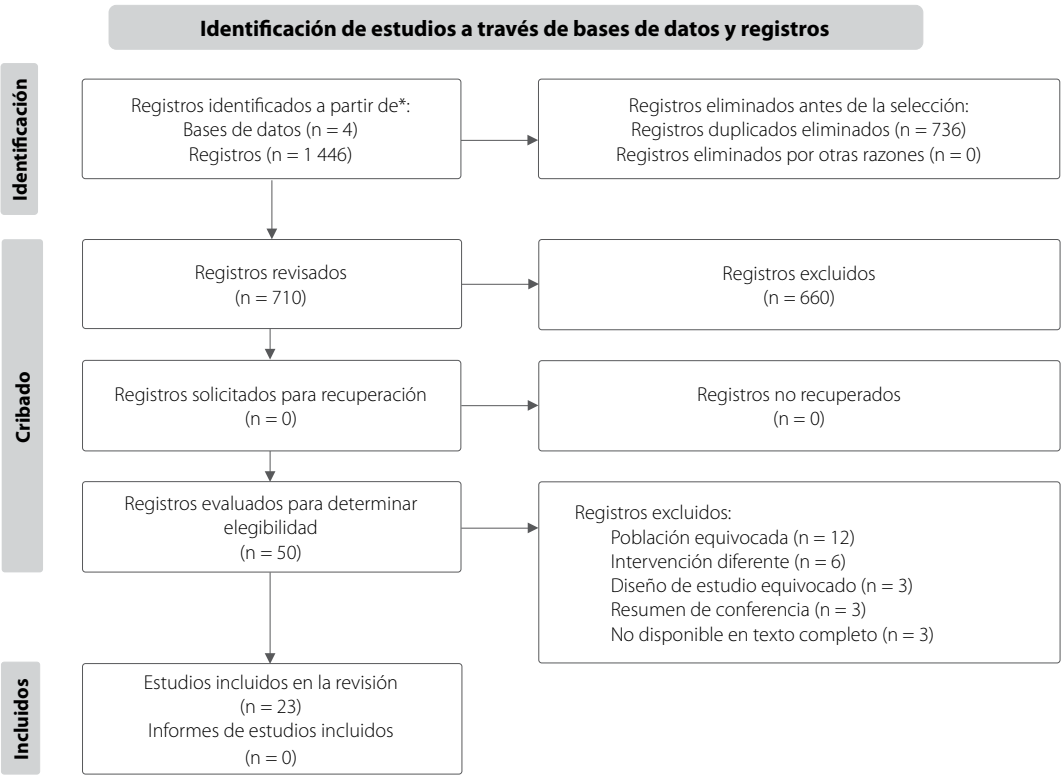 Identificación de estudios a través de bases de datos y registros
Identificación
Registros identificados a partir de*:
Bases de datos (n = 4)
Registros (n = 1 446)
Registros eliminados antes de la selección:
Registros duplicados eliminados (n = 736)
Registros eliminados por otras razones (n = 0)
Cribado
Registros revisados
(n = 710)
Registros excluidos
(n = 660)
Registros solicitados para recuperación
(n = 0)
Registros no recuperados
(n = 0)
Registros evaluados para determinar
elegibilidad
(n = 50)
Registros excluidos:
Población equivocada (n = 12)
Intervención diferente (n = 6)
Diseño de estudio equivocado (n = 3)
Resumen de conferencia (n = 3)
No disponible en texto completo (n = 3)
Incluidos
Estudios incluidos en la revisión
(n = 23)
Informes de estudios incluidos
(n = 0)